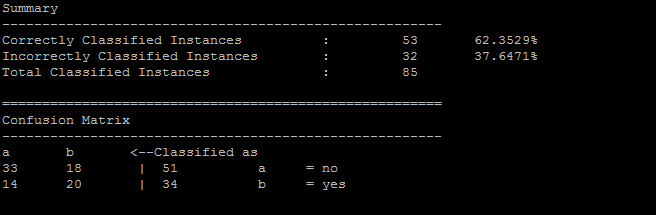 Summary
-------------------------------------------------------
Correctly Classified Instances : 53 62.3529%
Incorrectly Classified Instances : 32 37.6471%
Total Classified Instances : 85
=======================================================
Confusion Matrix
-------------------------------------------------------
a b <--Classified as
33 18 | 51 a = no
14 20 | 34 b = yes